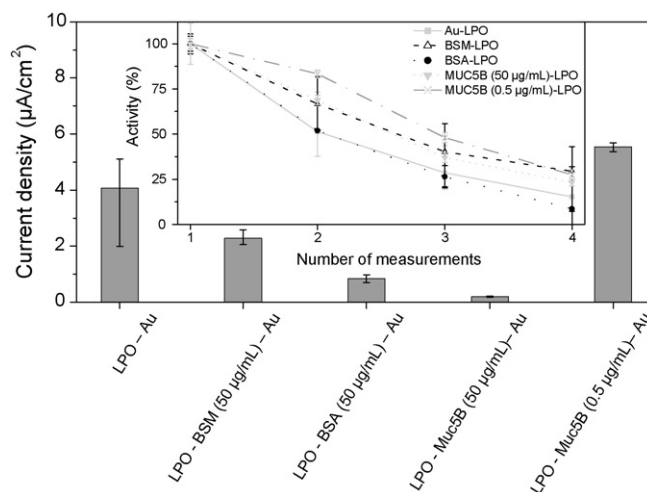 10
8
6
4
2
0
Current density (µA/cm²)
100
75
50
25
0
Activity (%)
1
2
3
4
Number of measurements
Au-LPO
BSM-LPO
BSA-LPO
MUC5B (50 µg/mL)-LPO
MUC5B (0.5 µg/mL)-LPO
LPO – Au
LPO - BSM (50 µg/mL) – Au
LPO - BSA (50 µg/mL) – Au
LPO - Muc5B (50 µg/mL)– Au
LPO - Muc5B (0.5 µg/mL)– Au